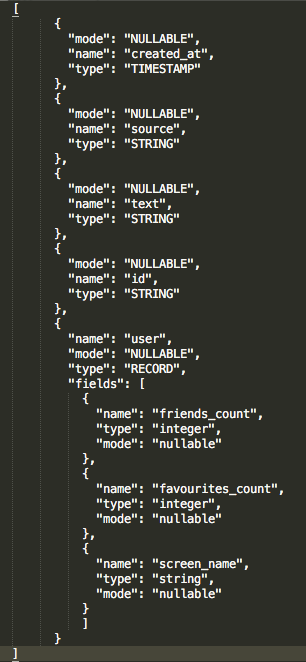 [
{
"mode": "NULLABLE",
"name": "created_at",
"type": "TIMESTAMP"
},
{
"mode": "NULLABLE",
"name": "source",
"type": "STRING"
},
{
"mode": "NULLABLE",
"name": "text",
"type": "STRING"
},
{
"mode": "NULLABLE",
"name": "id",
"type": "STRING"
},
{
"name": "user",
"mode": "NULLABLE",
"type": "RECORD",
"fields": [
{
"name": "friends_count",
"type": "integer",
"mode": "nullable"
},
{
"name": "favourites_count",
"type": "integer",
"mode": "nullable"
},
{
"name": "screen_name",
"type": "string",
"mode": "nullable"
}
]
}
]